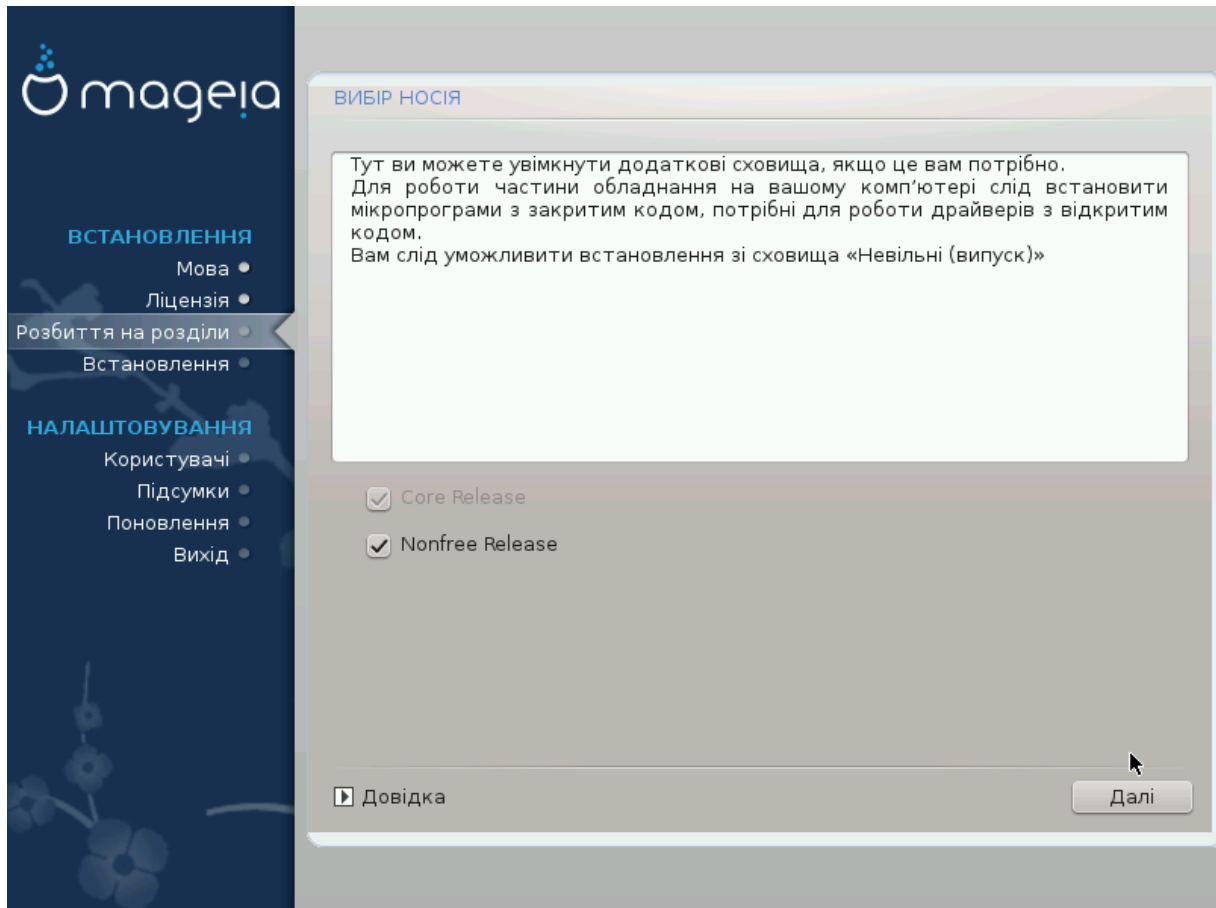 mageia
ВСТАНОВЛЕННЯ
Мова
Ліцензія
Розбиття на розділи
Встановлення
НАЛАШТОВУВАННЯ
Користувачі
Підсумки
Поновлення
Вихід
ВИБІР НОСІЯ
Тут ви можете увімкнути додаткові сховища, якщо це вам потрібно.
Для роботи частини обладнання на вашому комп’ютері слід встановити
мікропрограми з закритим кодом, потрібні для роботи драйверів з відкритим
кодом.
Вам слід уможливити встановлення зі сховища «Невільні (випуск)»
Core Release
Nonfree Release
Довідка
Далі